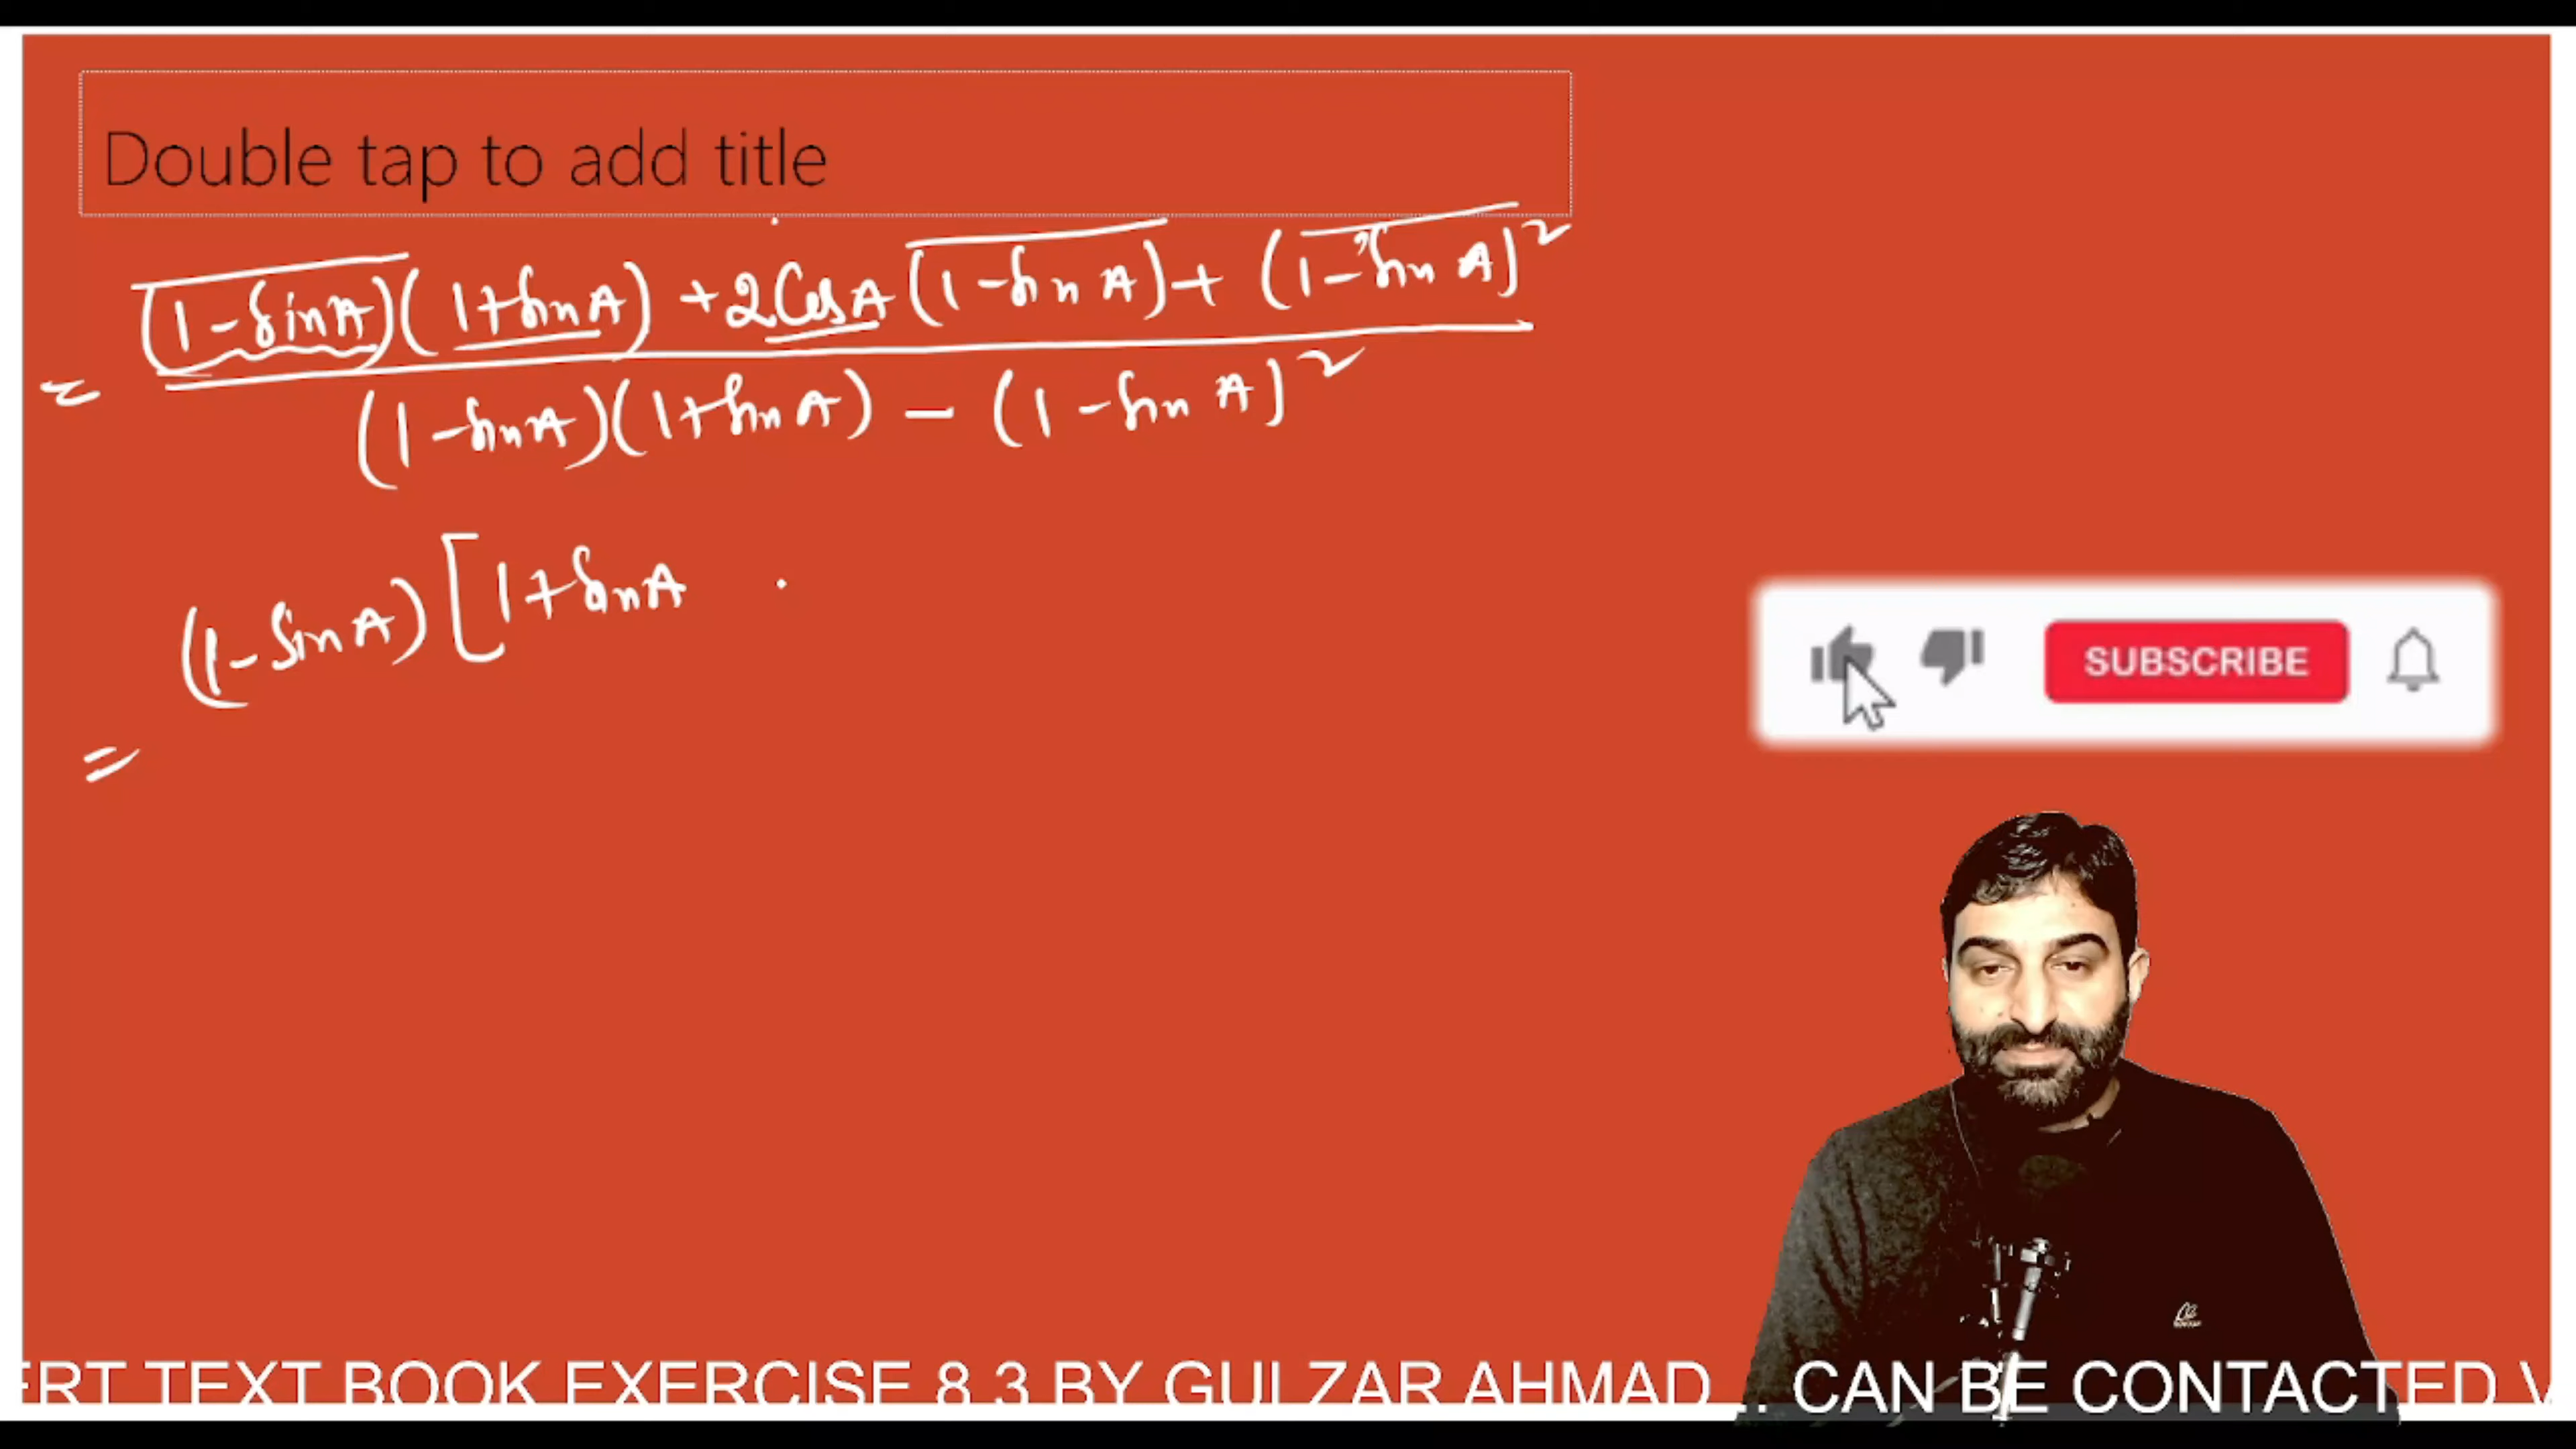 Double tap to add title
(1-sinA)(1+sinA) +2CosA(1-sinA)+(1-sinA)²
=
(1-sinA)(1+sinA) - (1-sinA)²
(1-sinA)[1+sinA
=
SUBSCRIBE
ERT TEXT BOOK EXERCISE 8.3 BY GULZAR AHMAD... CAN BE CONTACTED V